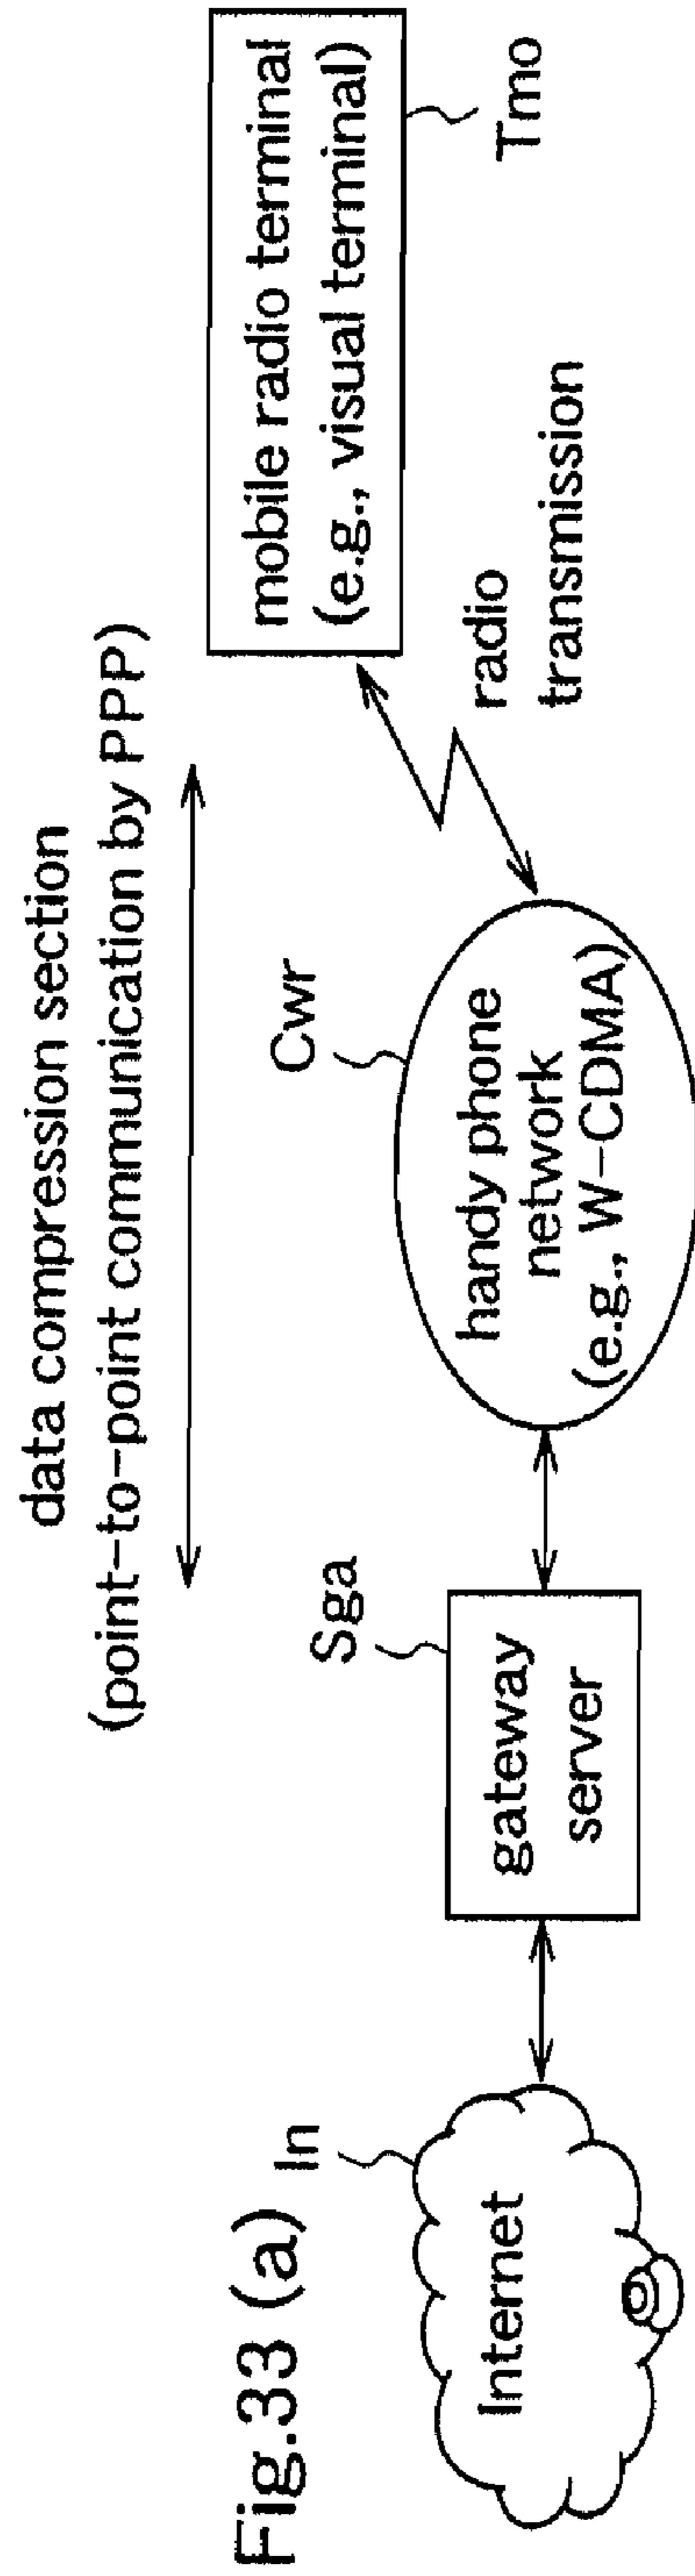 Fig.33 (a)
data compression section
(point-to-point communication by PPP)
In
Internet
Sga
gateway
server
Cwr
handy phone
network
(e.g., W-CDMA)
radio
transmission
mobile radio terminal
(e.g., visual terminal)
Tmo